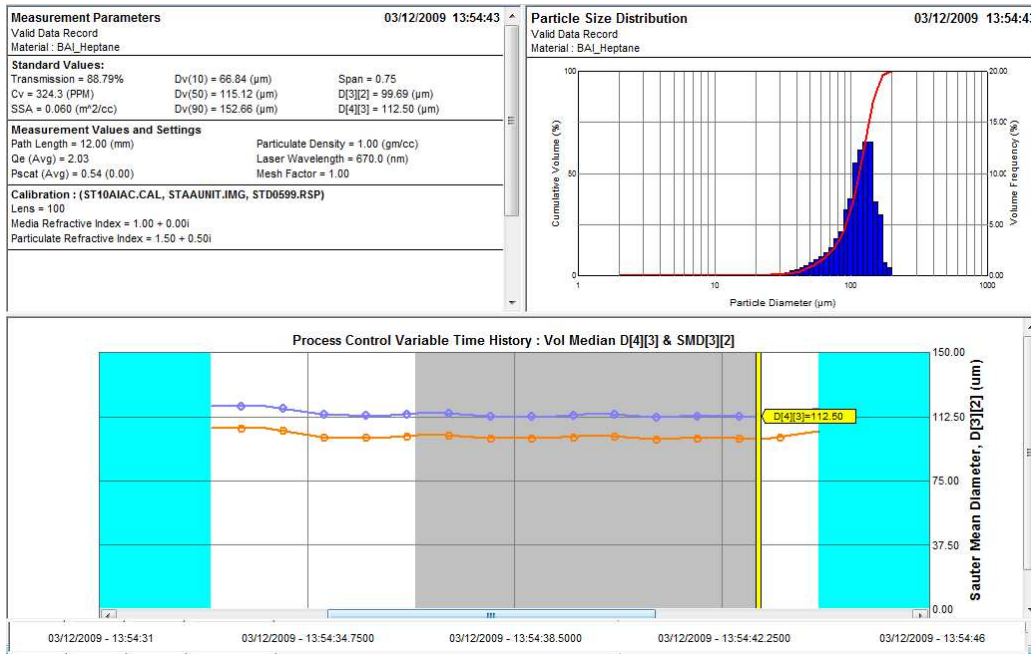 Measurement Parameters 03/12/2009 13:54:43
Valid Data Record
Material : BAI_Heptane
Standard Values:
Transmission = 88.79% Dv(10) = 66.84 (µm) Span = 0.75
Cv = 324.3 (PPM) Dv(50) = 115.12 (µm) D[3][2] = 99.69 (µm)
SSA = 0.060 (m^2/cc) Dv(90) = 152.66 (µm) D[4][3] = 112.50 (µm)
Measurement Values and Settings
Path Length = 12.00 (mm) Particulate Density = 1.00 (gm/cc)
Qe (Avg) = 2.03 Laser Wavelength = 670.0 (nm)
Pscat (Avg) = 0.54 (0.00) Mesh Factor = 1.00
Calibration : (ST10AIAC.CAL, STAAUNIT.IMG, STD0599.RSP)
Lens = 100
Media Refractive Index = 1.00 + 0.00i
Particulate Refractive Index = 1.50 + 0.50i
Particle Size Distribution 03/12/2009 13:54:43
Valid Data Record
Material : BAI_Heptane
100 20.00
15.00
50 10.00
5.00
0 0.00
Cumulative Volume (%)
Volume Frequency (%)
1 10 100 1000
Particle Diameter (µm)
Process Control Variable Time History : Vol Median D[4][3] & SMD[3][2]
150.00
112.50
75.00
37.50
0.00
D[4][3]=112.50
Sauter Mean Diameter, D[3][2] (um)
03/12/2009 - 13:54:31 03/12/2009 - 13:54:34.7500 03/12/2009 - 13:54:38.5000 03/12/2009 - 13:54:42.2500 03/12/2009 - 13:54:46